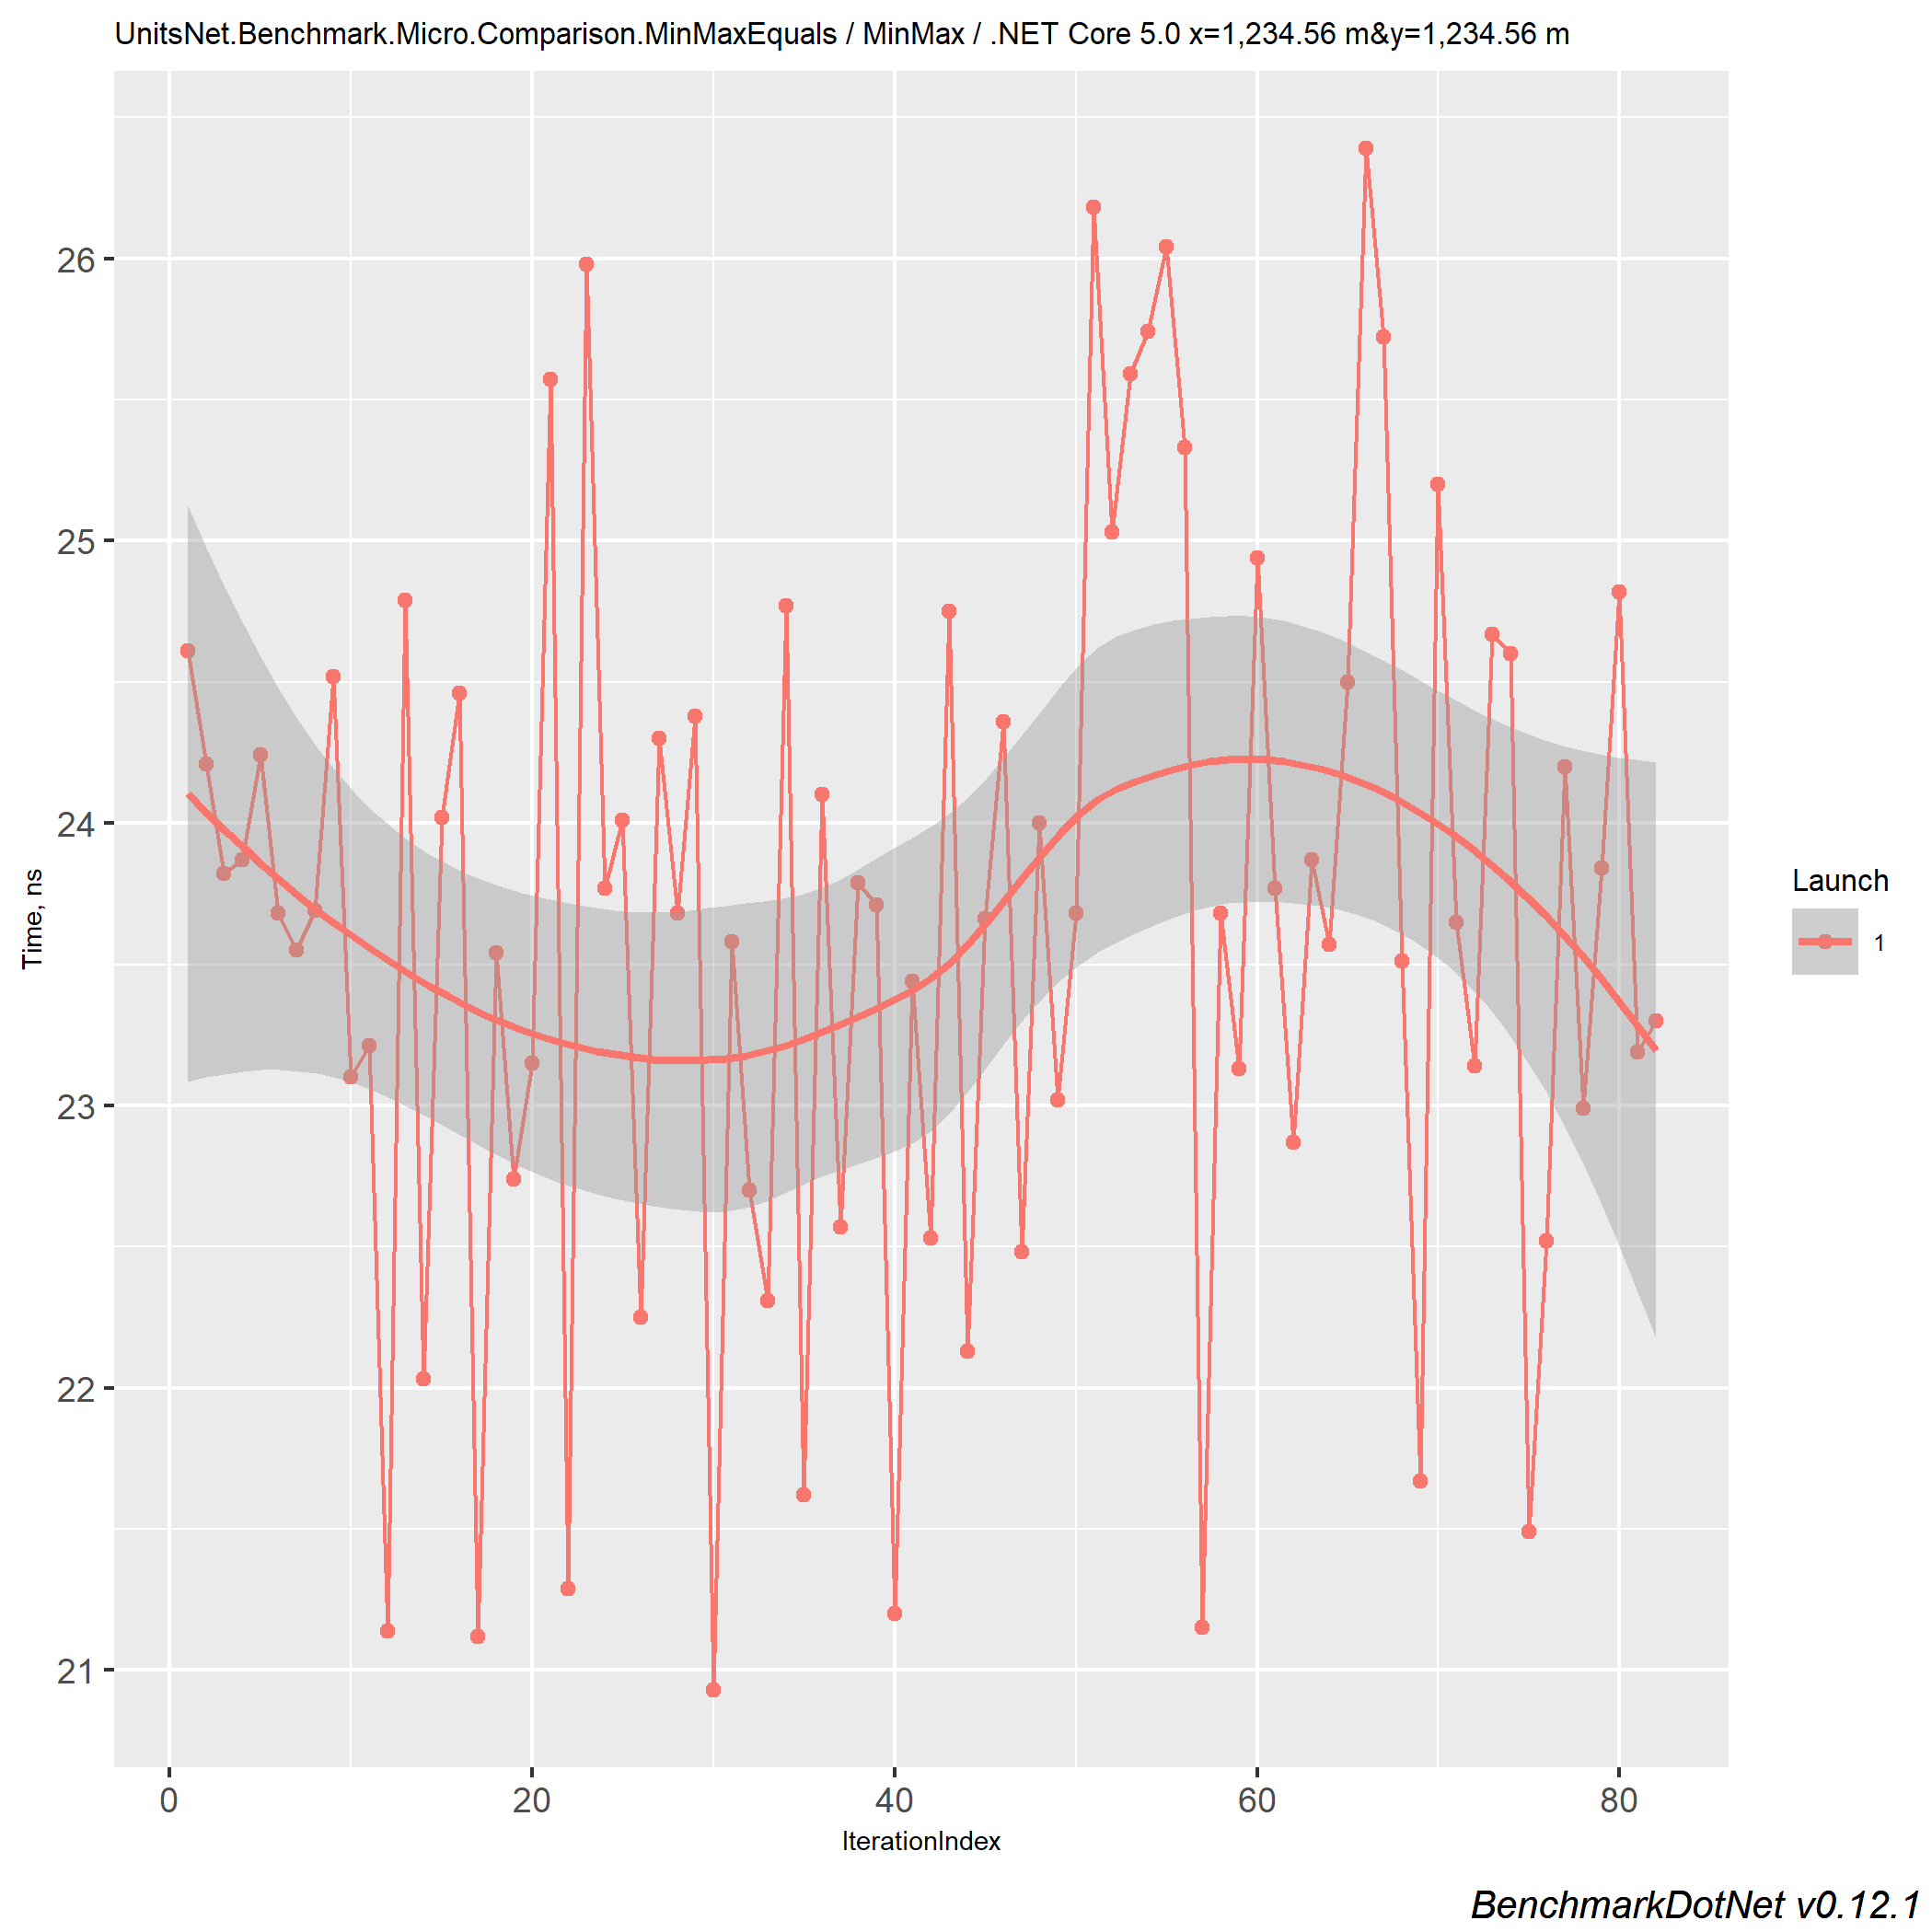 UnitsNet.Benchmark.Micro.Comparison.MinMaxEquals / MinMax / .NET Core 5.0 x=1,234.56 m&y=1,234.56 m
26
25
24
23
22
21
Time, ns
0 20 40 60 80
IterationIndex
Launch
1
BenchmarkDotNet v0.12.1